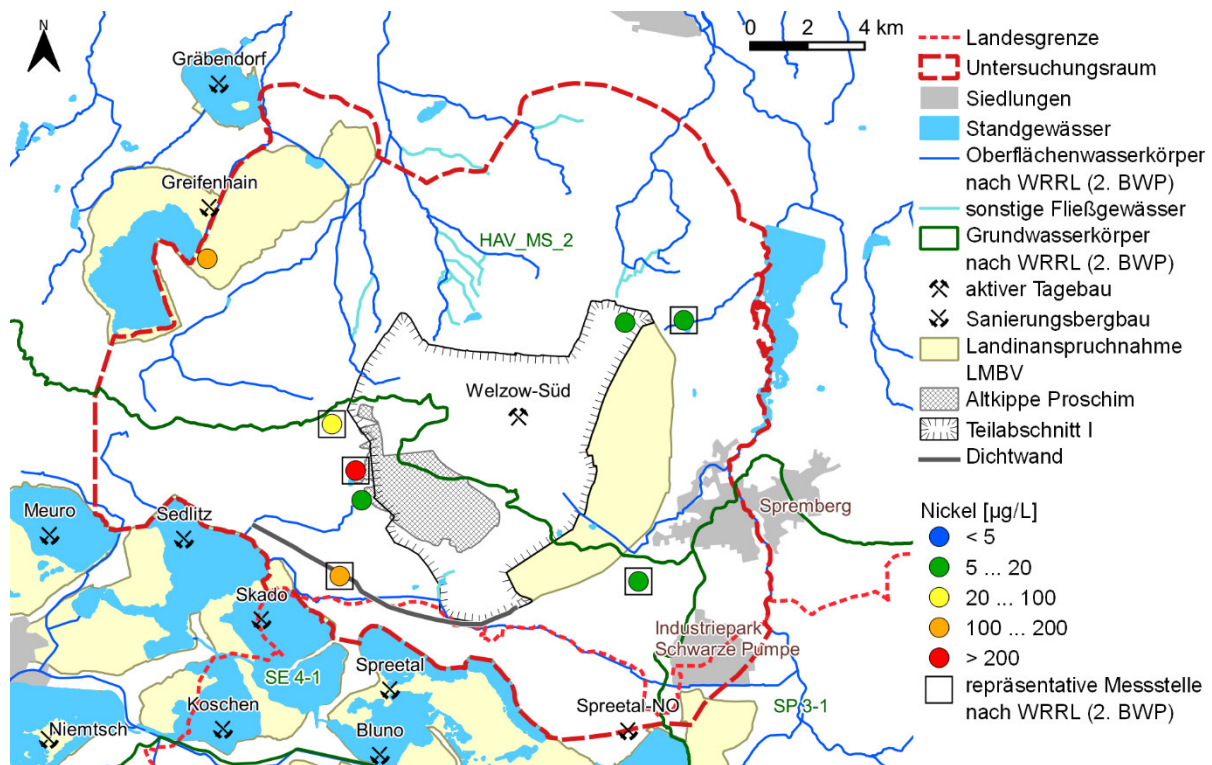 N
0 2 4 km
Gräbendorf
Greifenhain
HAV_MS_2
Welzow-Süd
Meuro
Sedlitz
Spremberg
Skado
Industriepark
Schwarze Pumpe
SE 4-1
Spreetal
Koschen
Spreetal-NO
SP 3-1
Niemtsch
Bluno
Landesgrenze
Untersuchungsraum
Siedlungen
Standgewässer
Oberflächenwasserkörper
nach WRRL (2. BWP)
sonstige Fließgewässer
Grundwasserkörper
nach WRRL (2. BWP)
aktiver Tagebau
Sanierungsbergbau
Landinanspruchnahme
LMBV
Altkippe Proschim
Teilabschnitt I
Dichtwand
Nickel [µg/L]
< 5
5 ... 20
20 ... 100
100 ... 200
> 200
repräsentative Messstelle
nach WRRL (2. BWP)